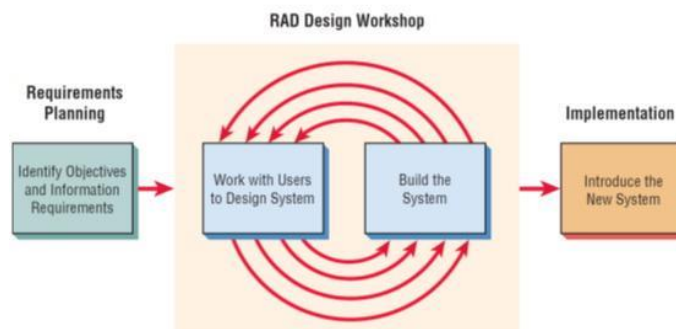 RAD Design Workshop
Requirements
Planning
Identify Objectives
and Information
Requirements
Work with Users
to Design System
Build the
System
Implementation
Introduce the
New System